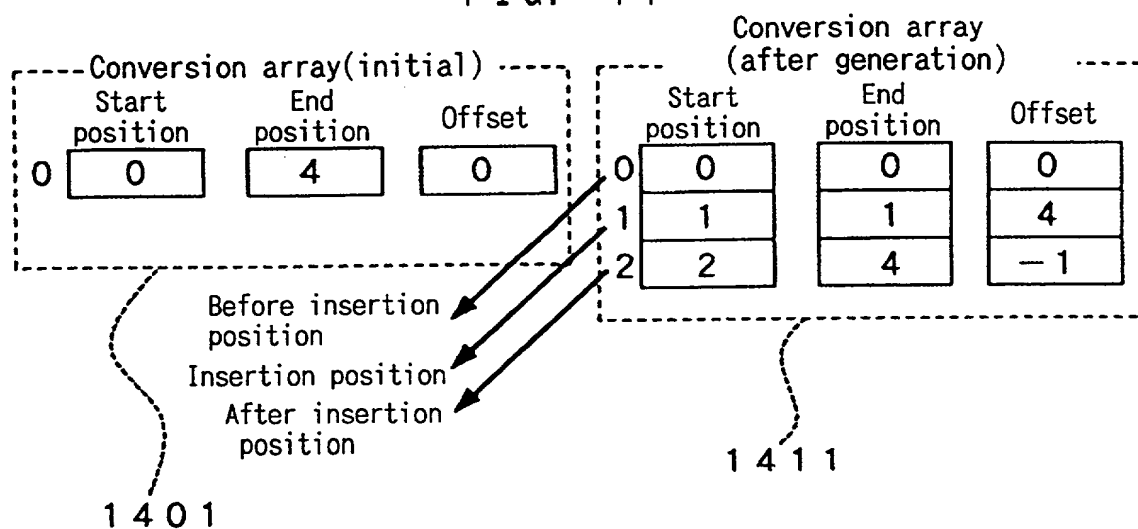 Conversion array(initial)
Start position
End position
Offset
0 0 4 0
Conversion array
(after generation)
Start position
End position
Offset
0 0 0 0
1 1 1 4
2 2 4 -1
Before insertion
position
Insertion position
After insertion
position
1401
1411